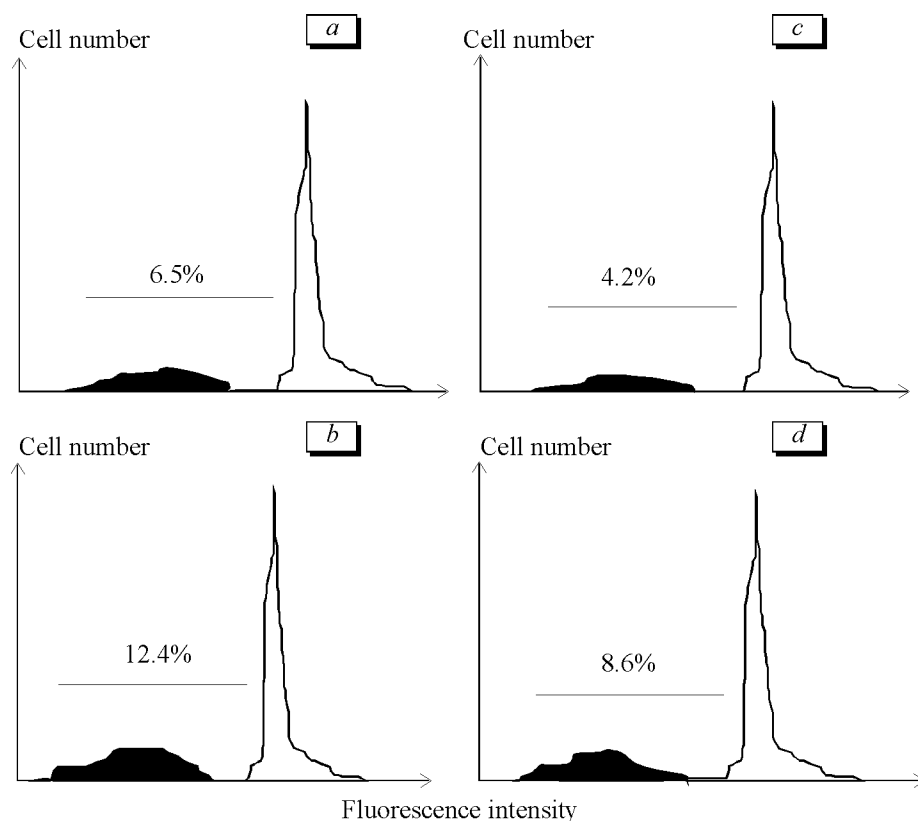 a
Cell number
6.5%
c
Cell number
4.2%
b
Cell number
12.4%
d
Cell number
8.6%
Fluorescence intensity